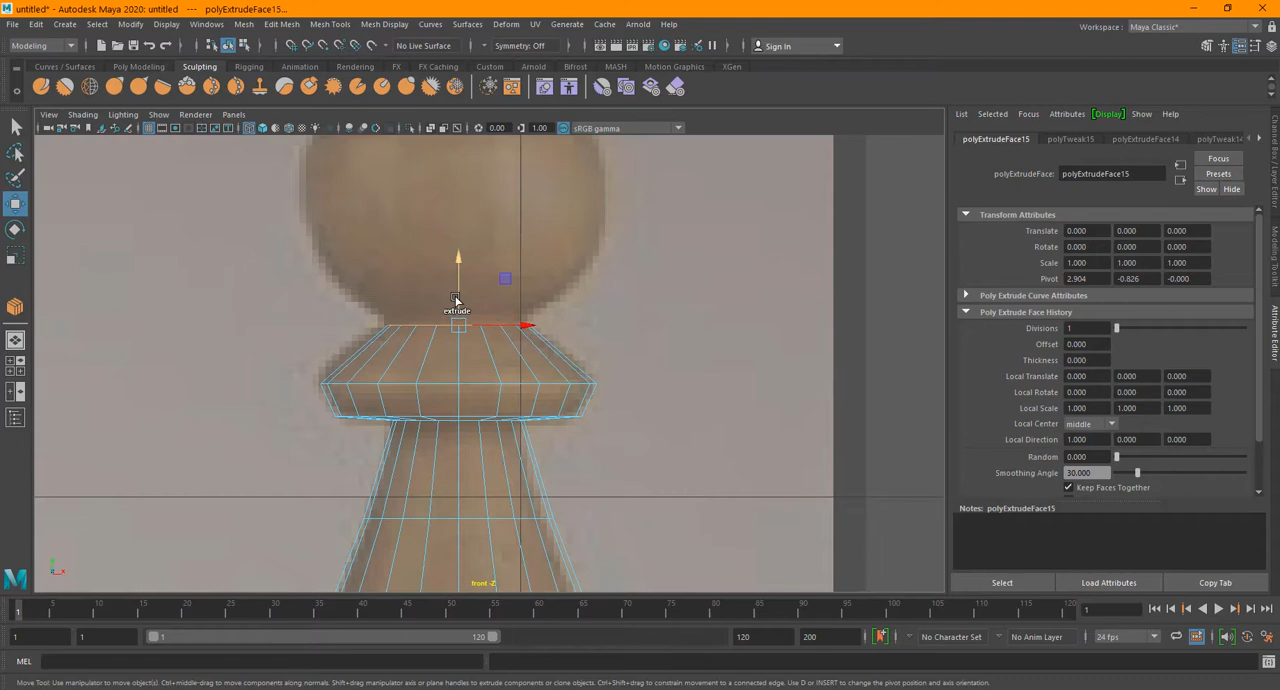 untitled* - Autodesk Maya 2020: untitled --- polyExtrudeFace15...
File Edit Create Select Modify Display Windows Mesh Edit Mesh Mesh Tools Mesh Display Curves Surfaces Deform UV Generate Cache Arnold Help
Workspace : Maya Classic*
Modeling No Live Surface Symmetry: Off Sign In
Curves / Surfaces Poly Modeling Sculpting Rigging Animation Rendering FX FX Caching Custom Arnold Bifrost MASH Motion Graphics XGen
View Shading Lighting Show Renderer Panels
0.00 1.00 sRGB gamma
extrude
front -Z
List Selected Focus Attributes Display Show Help
polyExtrudeFace15 polyTweak15 polyExtrudeFace14 polyTweak14
polyExtrudeFace: polyExtrudeFace15
Focus
Presets
Show Hide
Transform Attributes
Translate 0.000 0.000 0.000
Rotate 0.000 0.000 0.000
Scale 1.000 1.000 1.000
Pivot 2.904 -0.826 -0.000
Poly Extrude Curve Attributes
Poly Extrude Face History
Divisions 1
Offset 0.000
Thickness 0.000
Local Translate 0.000 0.000 0.000
Local Rotate 0.000 0.000 0.000
Local Scale 1.000 1.000 1.000
Local Center middle
Local Direction 1.000 0.000 0.000
Random 0.000
Smoothing Angle 30.000
Keep Faces Together
Notes: polyExtrudeFace15
Select Load Attributes Copy Tab
Channel Box / Layer Editor
Modeling Toolkit
Attribute Editor
1 5 10 15 20 25 30 35 40 45 50 55 60 65 70 75 80 85 90 95 100 105 110 115 120 1
1 1 1 120 120 200 No Character Set No Anim Layer 24 fps
MEL
Move Tool: Use manipulator to move object(s). Ctrl+middle-drag to move components along normals. Shift+drag manipulator axis or plane handles to extrude components or clone objects. Ctrl+Shift+drag to constrain movement to a connected edge. Use D or INSERT to change the pivot position and axis orientation.